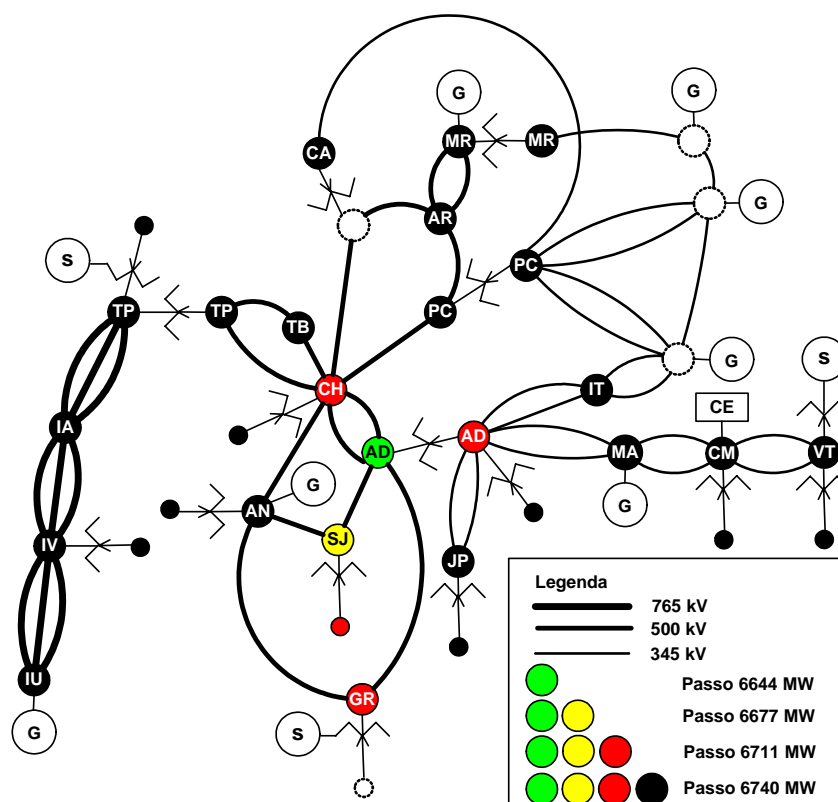 G
G
CA
MR
MR
G
AR
S
TP
TP
TB
PC
PC
G
CH
IT
S
CE
IA
AD
AD
MA
CM
VT
G
AN
G
SJ
IV
JP
Legenda
765 kV
500 kV
345 kV
IU
GR
Passo 6644 MW
G
S
Passo 6677 MW
Passo 6711 MW
Passo 6740 MW